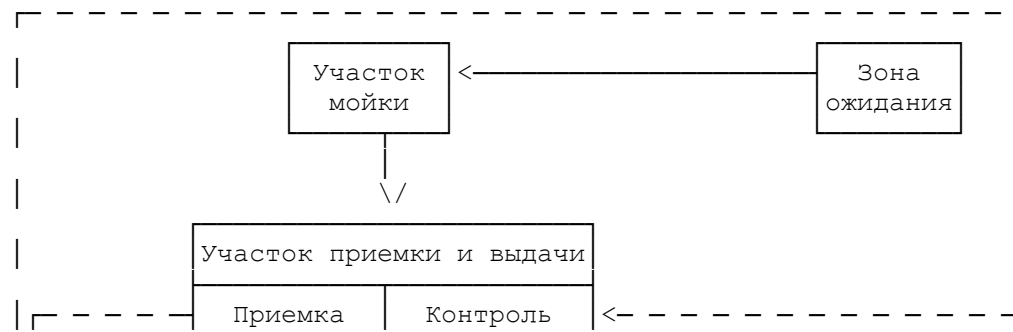 Участок
мойки
Зона
ожидания
Участок приемки и выдачи
Приемка
Контроль